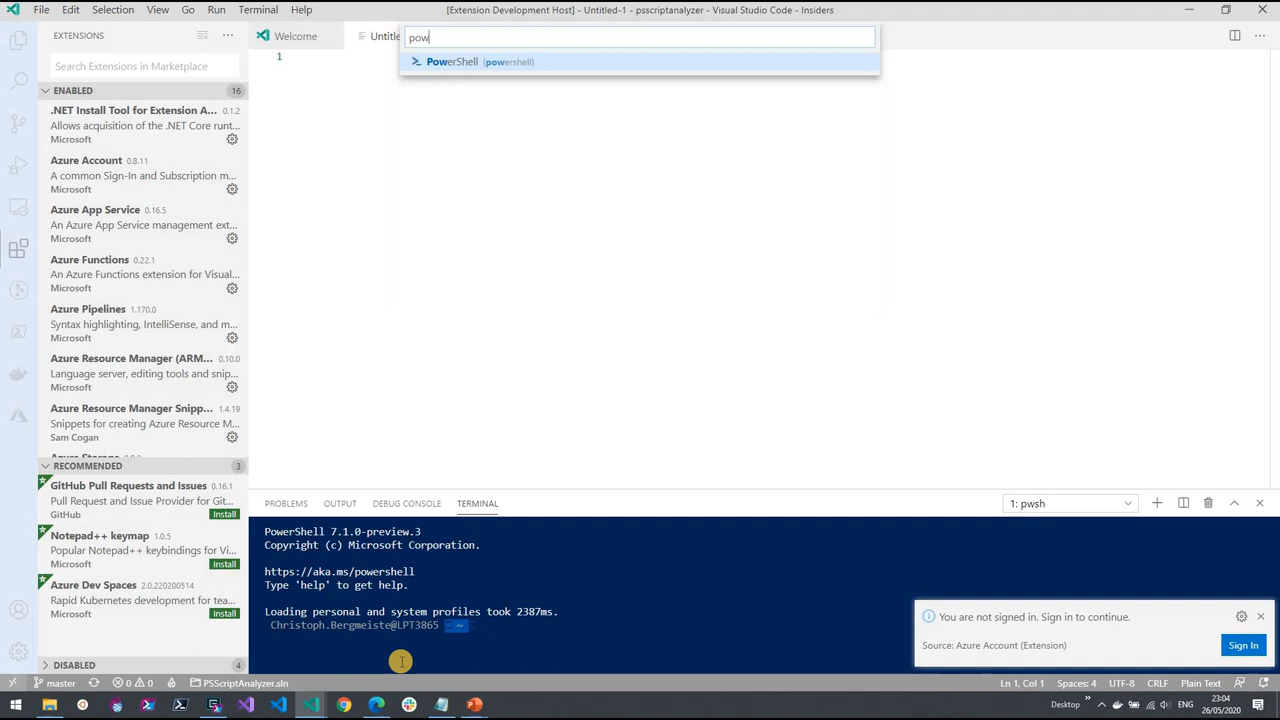 File Edit Selection View Go Run Terminal Help
[Extension Development Host] - Untitled-1 - psscriptanalyzer - Visual Studio Code - Insiders
EXTENSIONS
Search Extensions in Marketplace
ENABLED 16
.NET Install Tool for Extension A... 0.1.2
Allows acquisition of the .NET Core runt...
Microsoft
Azure Account 0.8.11
A common Sign-In and Subscription m...
Microsoft
Azure App Service 0.16.5
An Azure App Service management ext...
Microsoft
Azure Functions 0.22.1
An Azure Functions extension for Visual...
Microsoft
Azure Pipelines 1.170.0
Syntax highlighting, IntelliSense, and m...
Microsoft
Azure Resource Manager (ARM... 0.10.0
Language server, editing tools and snip...
Microsoft
Azure Resource Manager Snipp... 1.4.19
Snippets for creating Azure Resource M...
Sam Cogan
RECOMMENDED 3
GitHub Pull Requests and Issues 0.16.1
Pull Request and Issue Provider for Git...
GitHub Install
Notepad++ keymap 1.0.5
Popular Notepad++ keybindings for Vi...
Microsoft Install
Azure Dev Spaces 2.0.220200514
Rapid Kubernetes development for tea...
Microsoft Install
DISABLED 4
Welcome
Untitle
pow
PowerShell (powershell)
1
PROBLEMS OUTPUT DEBUG CONSOLE TERMINAL
1: pwsh
PowerShell 7.1.0-preview.3
Copyright (c) Microsoft Corporation.
https://aka.ms/powershell
Type 'help' to get help.
Loading personal and system profiles took 2387ms.
Christoph.Bergmeiste@LPT3865 ~
You are not signed in. Sign in to continue.
Source: Azure Account (Extension)
Sign In
master 0 0 PSScriptAnalyzer.sln
Ln 1, Col 1 Spaces: 4 UTF-8 CRLF Plain Text
Desktop ENG
23:04
26/05/2020